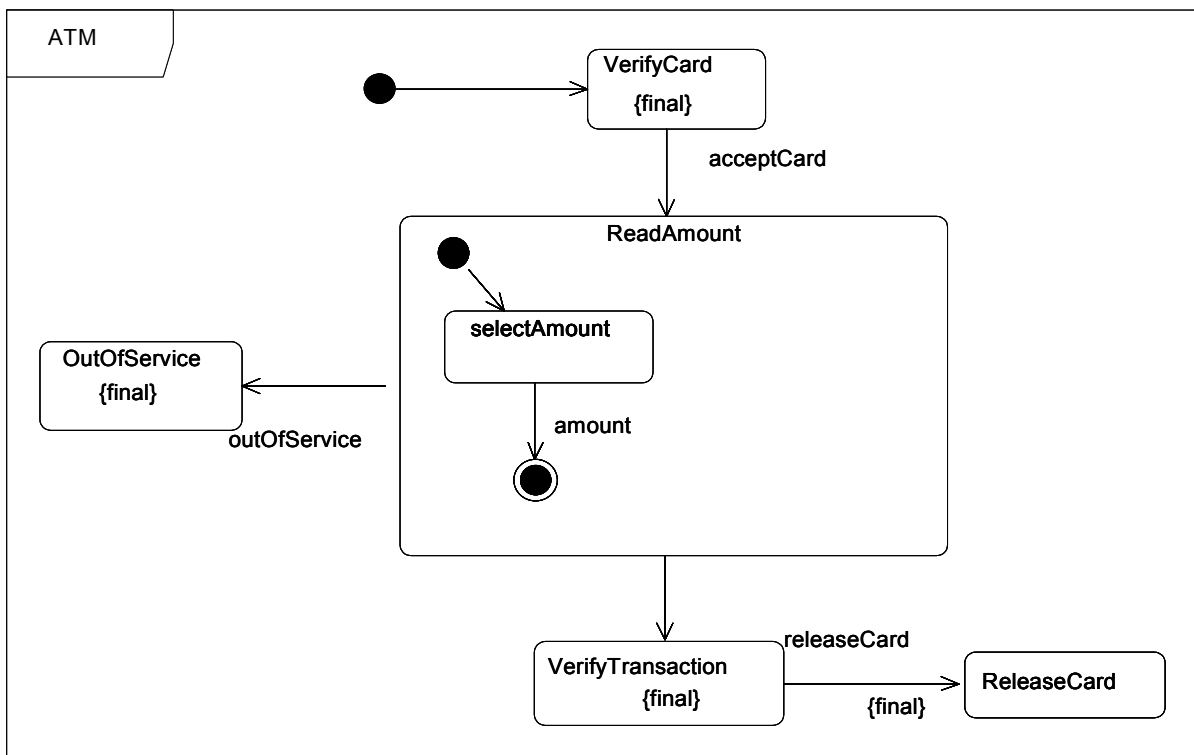 ATM
VerifyCard
{final}
acceptCard
ReadAmount
selectAmount
OutOfService
{final}
amount
outOfService
releaseCard
VerifyTransaction
{final}
ReleaseCard
{final}